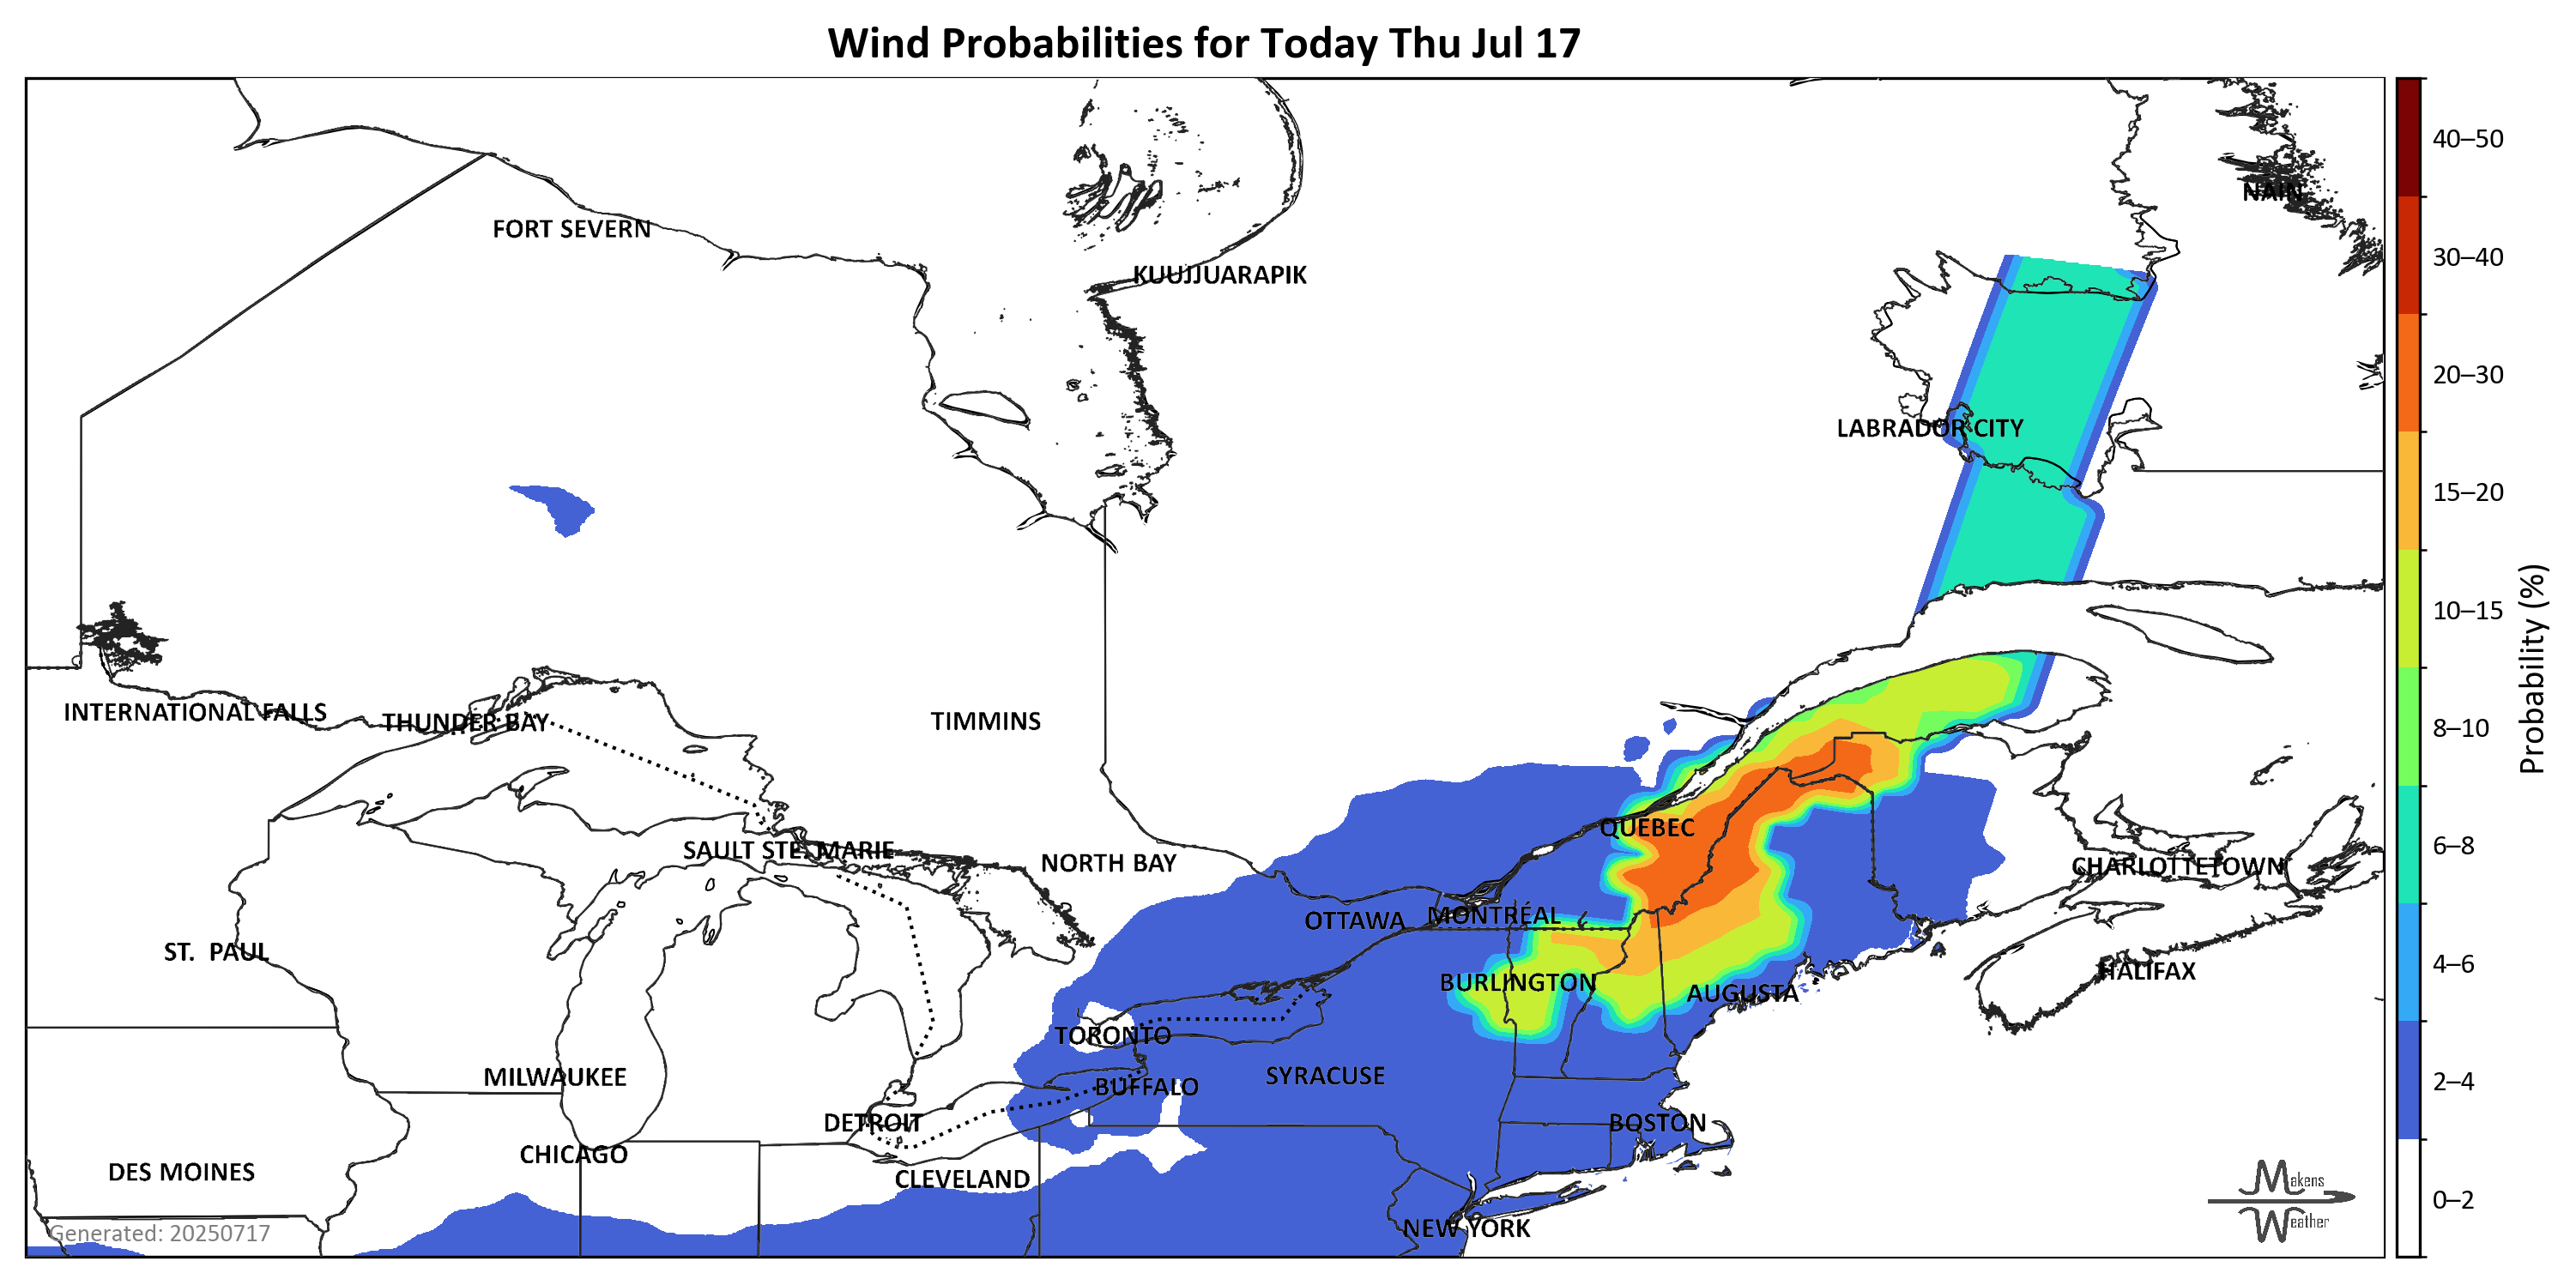 Wind Probabilities for Today Thu Jul 17
40–50
NAIN
FORT SEVERN
30–40
KUUJJUARAPIK
20–30
LABRADOR CITY
15–20
10–15
Probability (%)
INTERNATIONAL FALLS
THUNDER BAY
TIMMINS
8–10
QUÉBEC
SAULT STE. MARIE
NORTH BAY
6–8
CHARLOTTETOWN
OTTAWA
MONTRÉAL
ST. PAUL
4–6
HALIFAX
BURLINGTON
AUGUSTA
TORONTO
MILWAUKEE
SYRACUSE
2–4
BUFFALO
DETROIT
BOSTON
CHICAGO
DES MOINES
CLEVELAND
Makens
Weather
0–2
NEW YORK
Generated: 20250717